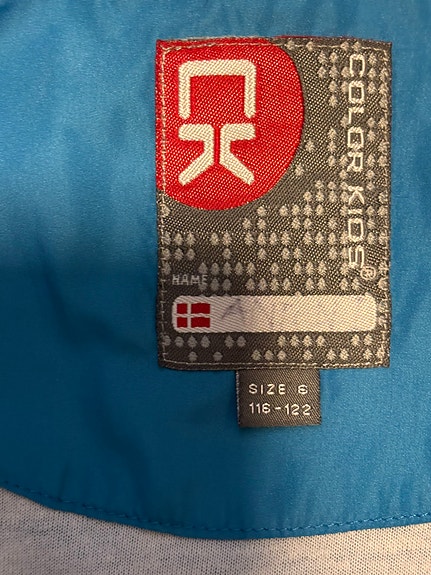 CK
COLOR KIDS®
NAME
SIZE 6
116-122